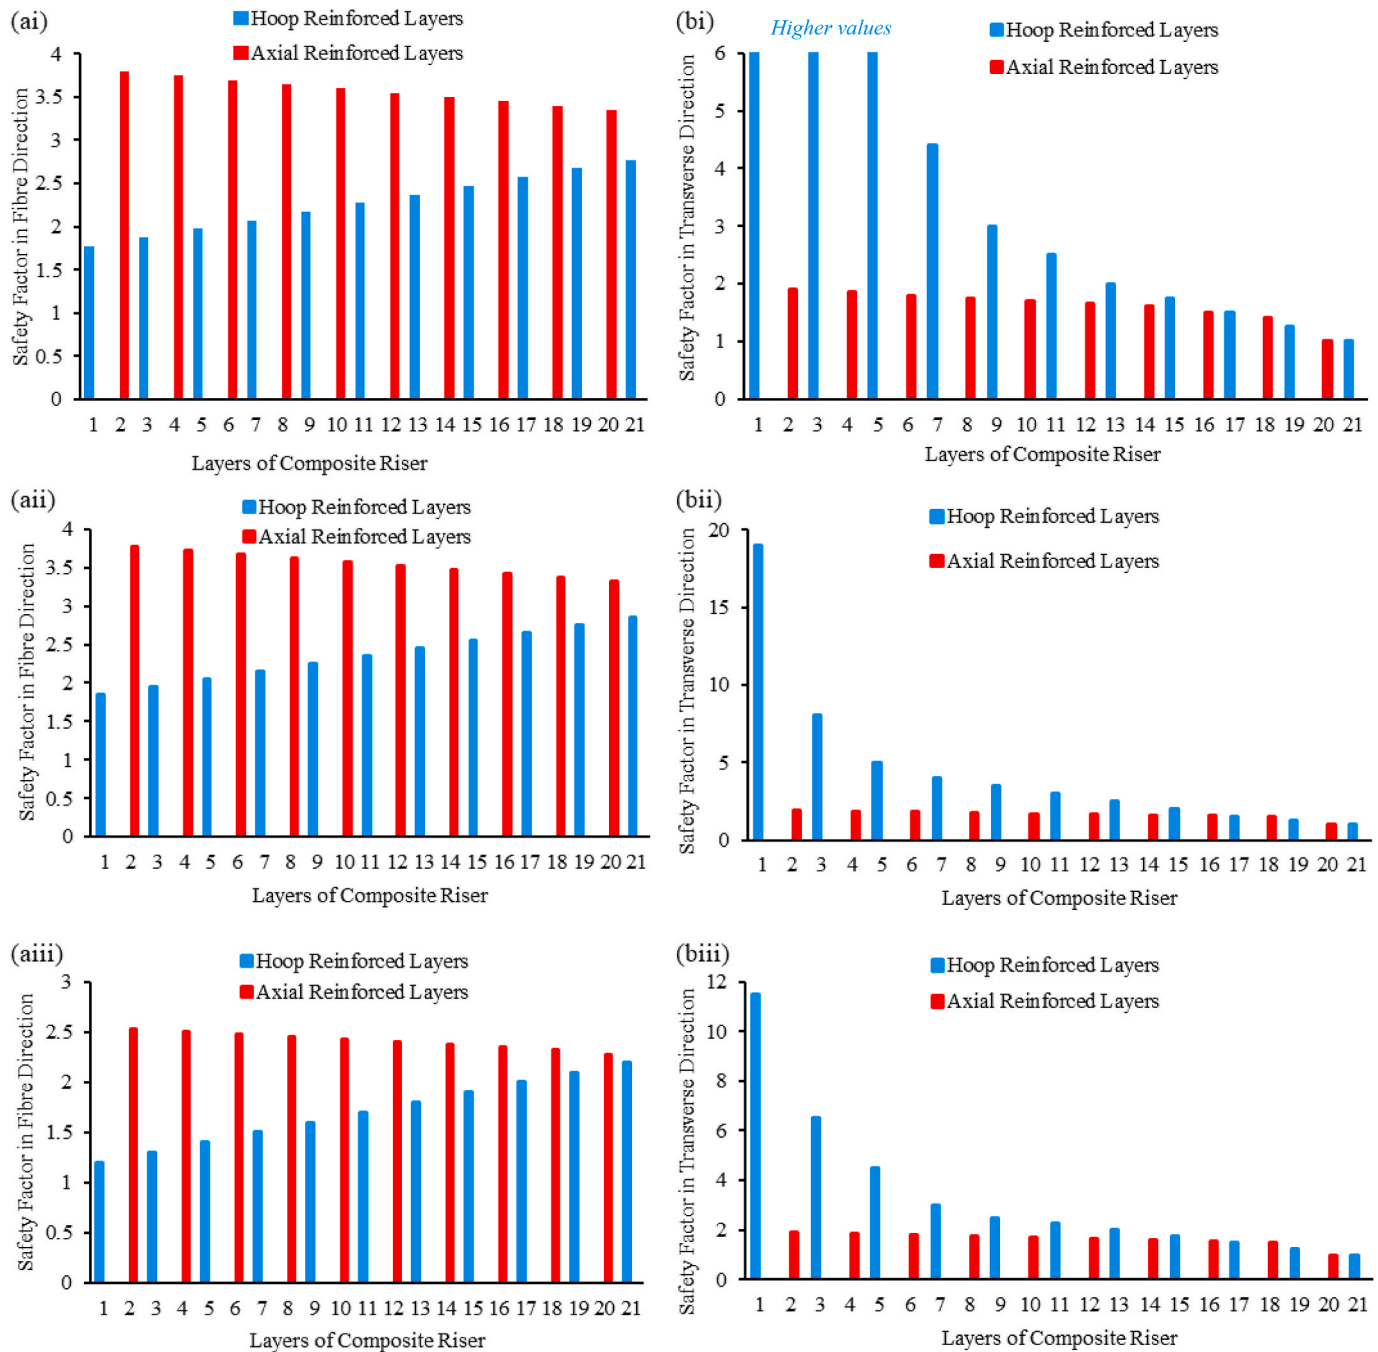 (ai)
Hoop Reinforced Layers
Axial Reinforced Layers
Safety Factor in Fibre Direction
4
3.5
3
2.5
2
1.5
1
0.5
0
1 2 3 4 5 6 7 8 9 10 11 12 13 14 15 16 17 18 19 20 21
Layers of Composite Riser
(bi)
Higher values
Hoop Reinforced Layers
Axial Reinforced Layers
Safety Factor in Transverse Direction
6
5
4
3
2
1
0
1 2 3 4 5 6 7 8 9 10 11 12 13 14 15 16 17 18 19 20 21
Layers of Composite Riser
(aii)
Hoop Reinforced Layers
Axial Reinforced Layers
Safety Factor in Fibre Direction
4
3.5
3
2.5
2
1.5
1
0.5
0
1 2 3 4 5 6 7 8 9 10 11 12 13 14 15 16 17 18 19 20 21
Layers of Composite Riser
(bii)
Hoop Reinforced Layers
Axial Reinforced Layers
Safety Factor in Transverse Direction
20
15
10
5
0
1 2 3 4 5 6 7 8 9 10 11 12 13 14 15 16 17 18 19 20 21
Layers of Composite Riser
(aiii)
Hoop Reinforced Layers
Axial Reinforced Layers
Safety Factor in Fibre Direction
3
2.5
2
1.5
1
0.5
0
1 2 3 4 5 6 7 8 9 10 11 12 13 14 15 16 17 18 19 20 21
Layers of Composite Riser
(biii)
Hoop Reinforced Layers
Axial Reinforced Layers
Safety Factor in Transverse Direction
12
10
8
6
4
2
0
1 2 3 4 5 6 7 8 9 10 11 12 13 14 15 16 17 18 19 20 21
Layers of Composite Riser